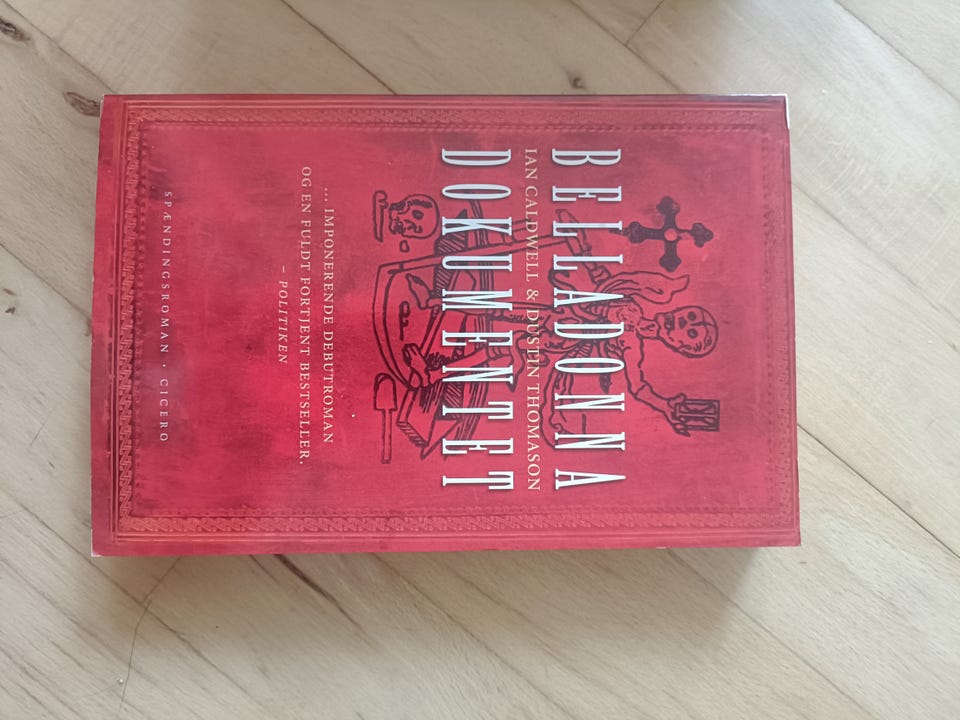 BELLADONNA
IAN CALDWELL & DUSTIN THOMASON
DOKUMENTET
... IMPONERENDE DEBUTROMAN
OG EN FULDT FORTJENT BESTSELLER.
– POLITIKEN
SPÆNDINGSROMAN · CICERO